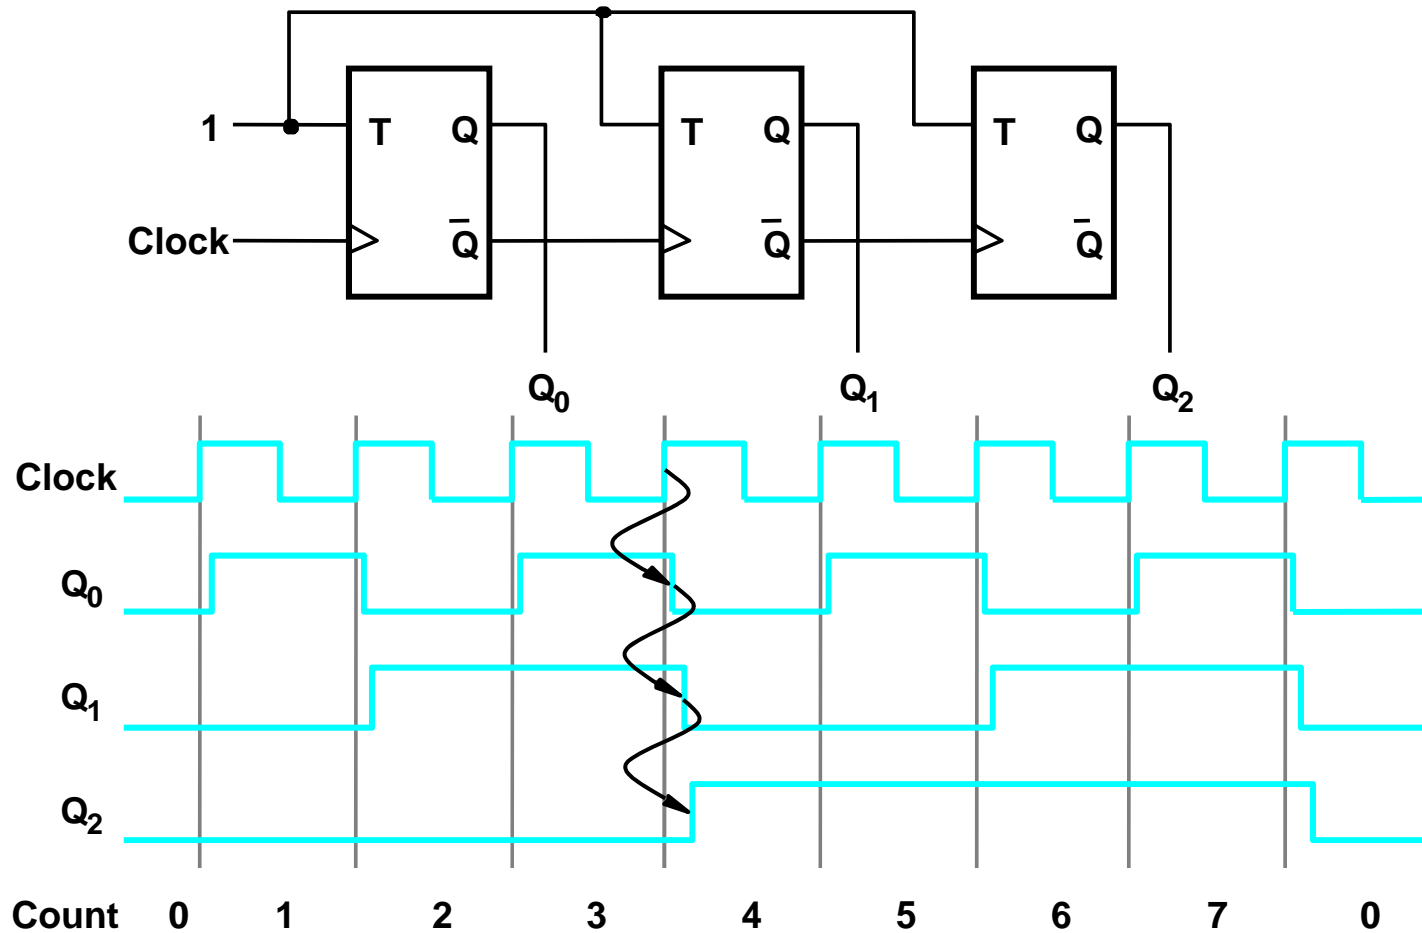 1 T Q T Q T Q
Clock Q̅ Q̅ Q̅
Q₀ Q₁ Q₂
Clock
Q₀
Q₁
Q₂
Count 0 1 2 3 4 5 6 7 0